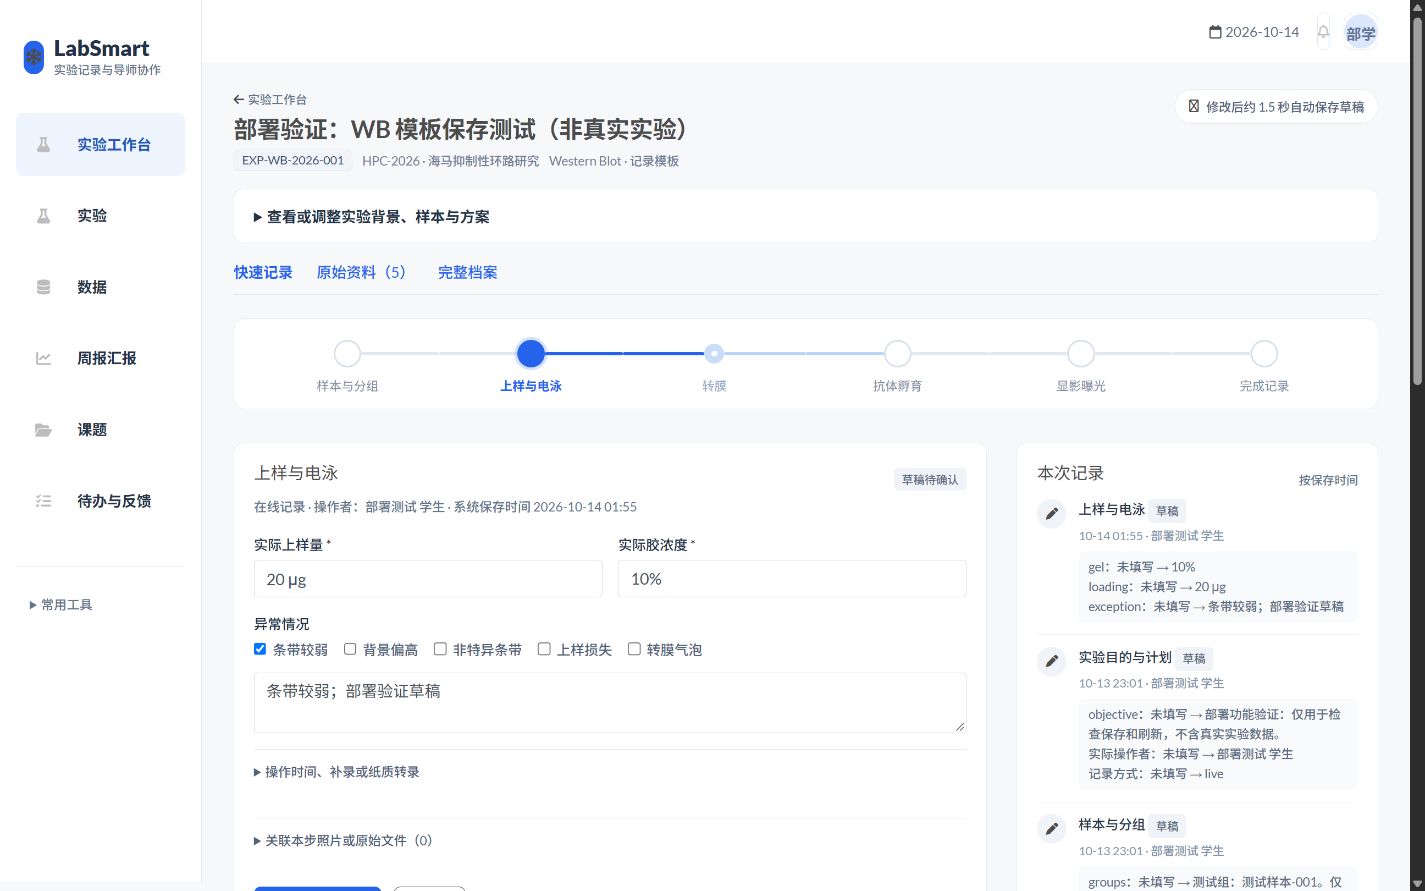 LabSmart
实验记录与导师协作
实验工作台
实验
数据
周报汇报
课题
待办与反馈
▶ 常用工具
2026-10-14
部学
← 实验工作台
部署验证：WB 模板保存测试（非真实实验）
EXP-WB-2026-001 HPC-2026 · 海马抑制性环路研究 Western Blot · 记录模板
修改后约 1.5 秒自动保存草稿
▶ 查看或调整实验背景、样本与方案
快速记录 原始资料（5） 完整档案
样本与分组 上样与电泳 转膜 抗体孵育 显影曝光 完成记录
上样与电泳
草稿待确认
在线记录 · 操作者：部署测试 学生 · 系统保存时间 2026-10-14 01:55
实际上样量 * 实际胶浓度 *
20 µg 10%
异常情况
条带较弱 背景偏高 非特异条带 上样损失 转膜气泡
条带较弱；部署验证草稿
▶ 操作时间、补录或纸质转录
▶ 关联本步照片或原始文件（0）
本次记录
按保存时间
上样与电泳 草稿
10-14 01:55 · 部署测试 学生
gel：未填写 → 10%
loading：未填写 → 20 µg
exception：未填写 → 条带较弱；部署验证草稿
实验目的与计划 草稿
10-13 23:01 · 部署测试 学生
objective：未填写 → 部署功能验证：仅用于检
查保存和刷新，不含真实实验数据。
实际操作者：未填写 → 部署测试 学生
记录方式：未填写 → live
样本与分组 草稿
10-13 23:01 · 部署测试 学生
groups：未填写 → 测试组：测试样本-001。仅